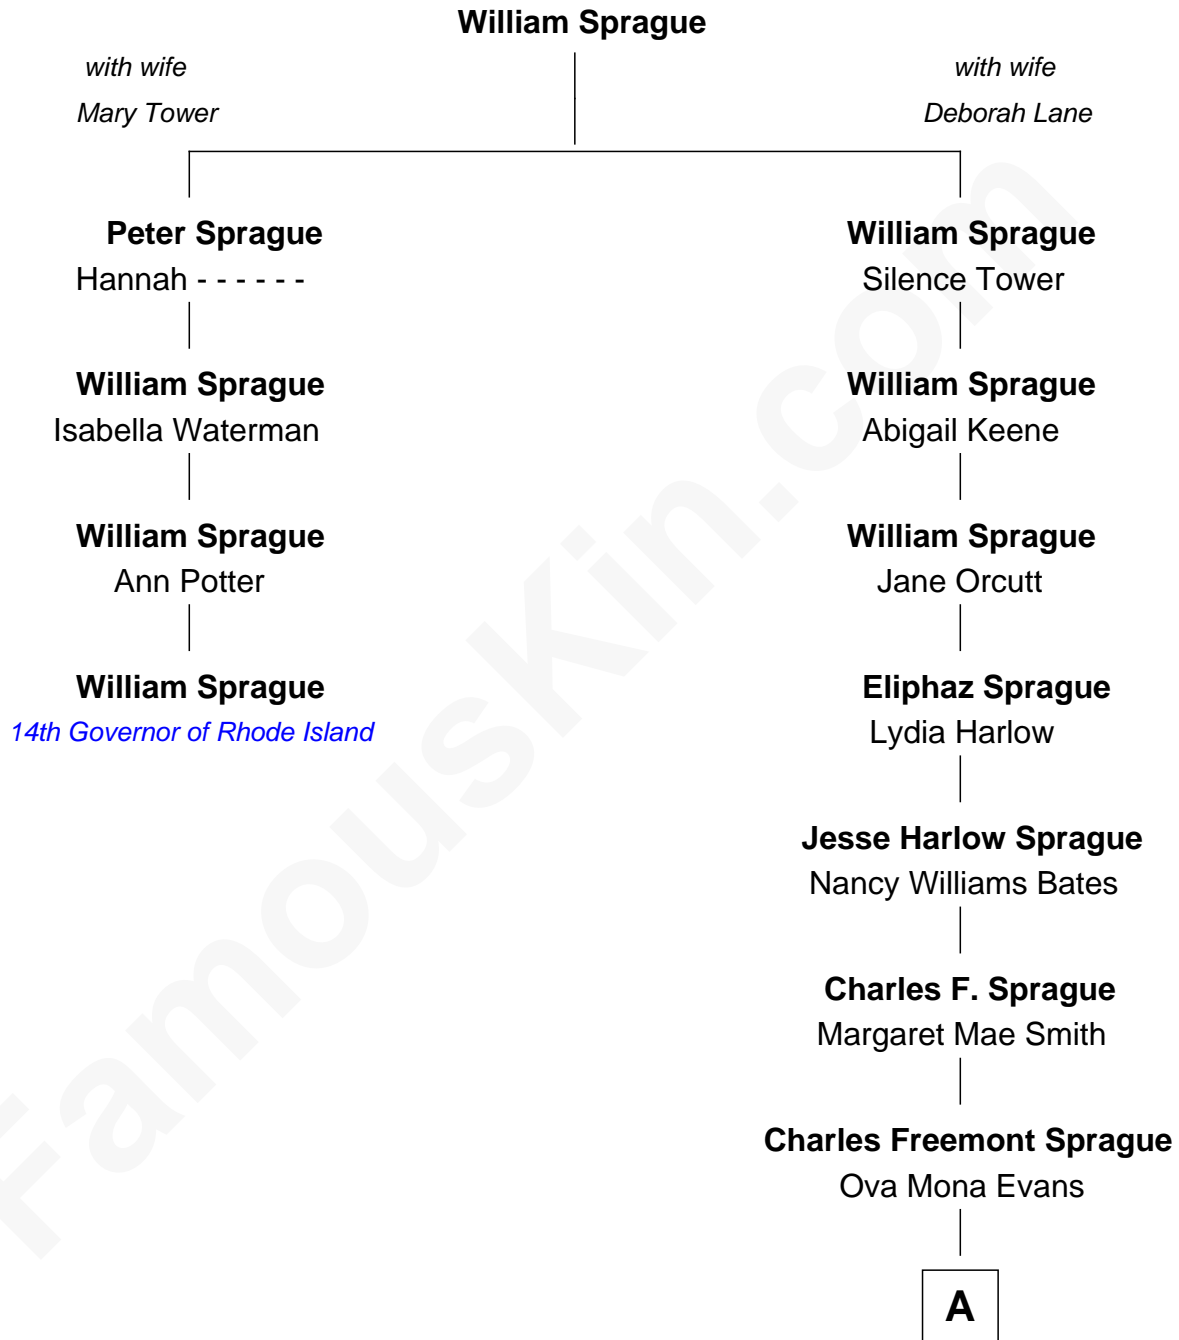 William Sprague
with wife
Mary Tower
with wife
Deborah Lane
Peter Sprague
Hannah - - - - - -
William Sprague
Isabella Waterman
William Sprague
Ann Potter
William Sprague
14th Governor of Rhode Island
William Sprague
Silence Tower
William Sprague
Abigail Keene
William Sprague
Jane Orcutt
Eliphaz Sprague
Lydia Harlow
Jesse Harlow Sprague
Nancy Williams Bates
Charles F. Sprague
Margaret Mae Smith
Charles Freemont Sprague
Ova Mona Evans
A
FamousKin.com